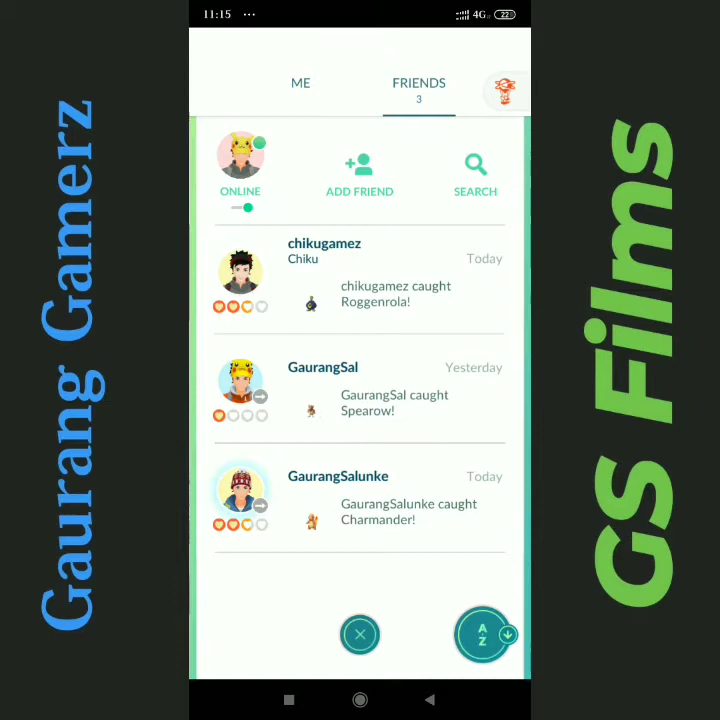 11:15 ... 4G 22
ME
FRIENDS
3
ONLINE
ADD FRIEND
SEARCH
chikugamez
Chiku
Today
chikugamez caught
Roggenrola!
GaurangSal
Yesterday
GaurangSal caught
Spearow!
GaurangSalunke
Today
GaurangSalunke caught
Charmander!
A
Z
Gaurang Gamerz
GS Films